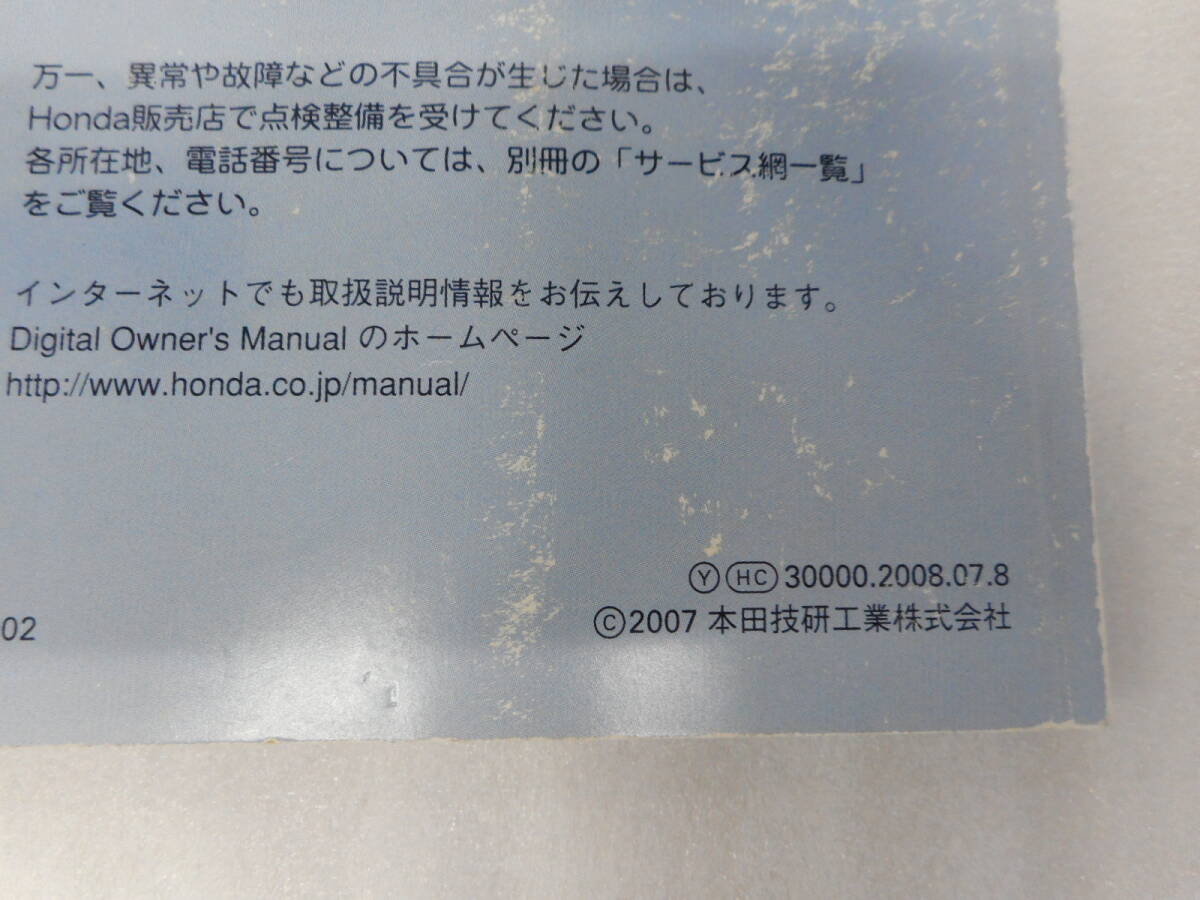 万一、異常や故障などの不具合が生じた場合は、
Honda販売店で点検整備を受けてください。
各所在地、電話番号については、別冊の「サービス網一覧」
をご覧ください。
インターネットでも取扱説明情報をお伝えしております。
Digital Owner's Manual のホームページ
http://www.honda.co.jp/manual/
Ⓨ HC 30000.2008.07.8
©2007 本田技研工業株式会社
02